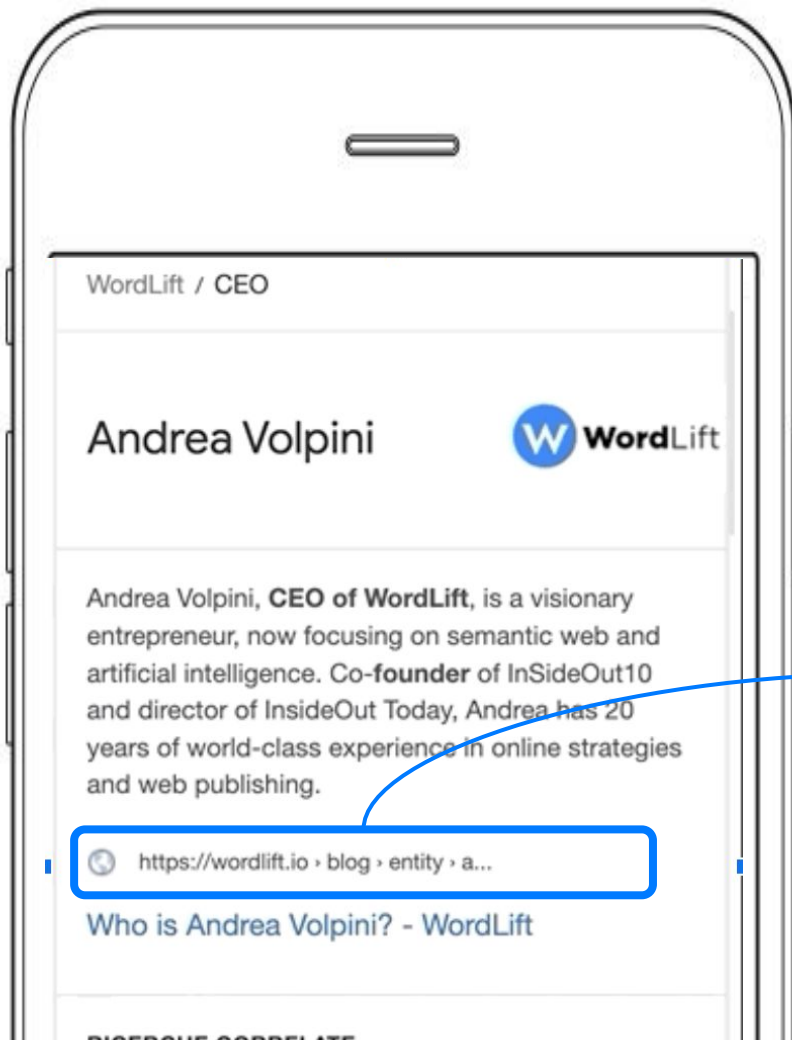 WordLift / CEO
Andrea Volpini
W WordLift
Andrea Volpini, CEO of WordLift, is a visionary
entrepreneur, now focusing on semantic web and
artificial intelligence. Co-founder of InSideOut10
and director of InsideOut Today, Andrea has 20
years of world-class experience in online strategies
and web publishing.
https://wordlift.io › blog › entity › a...
Who is Andrea Volpini? - WordLift
RICERCHE CORRELATE